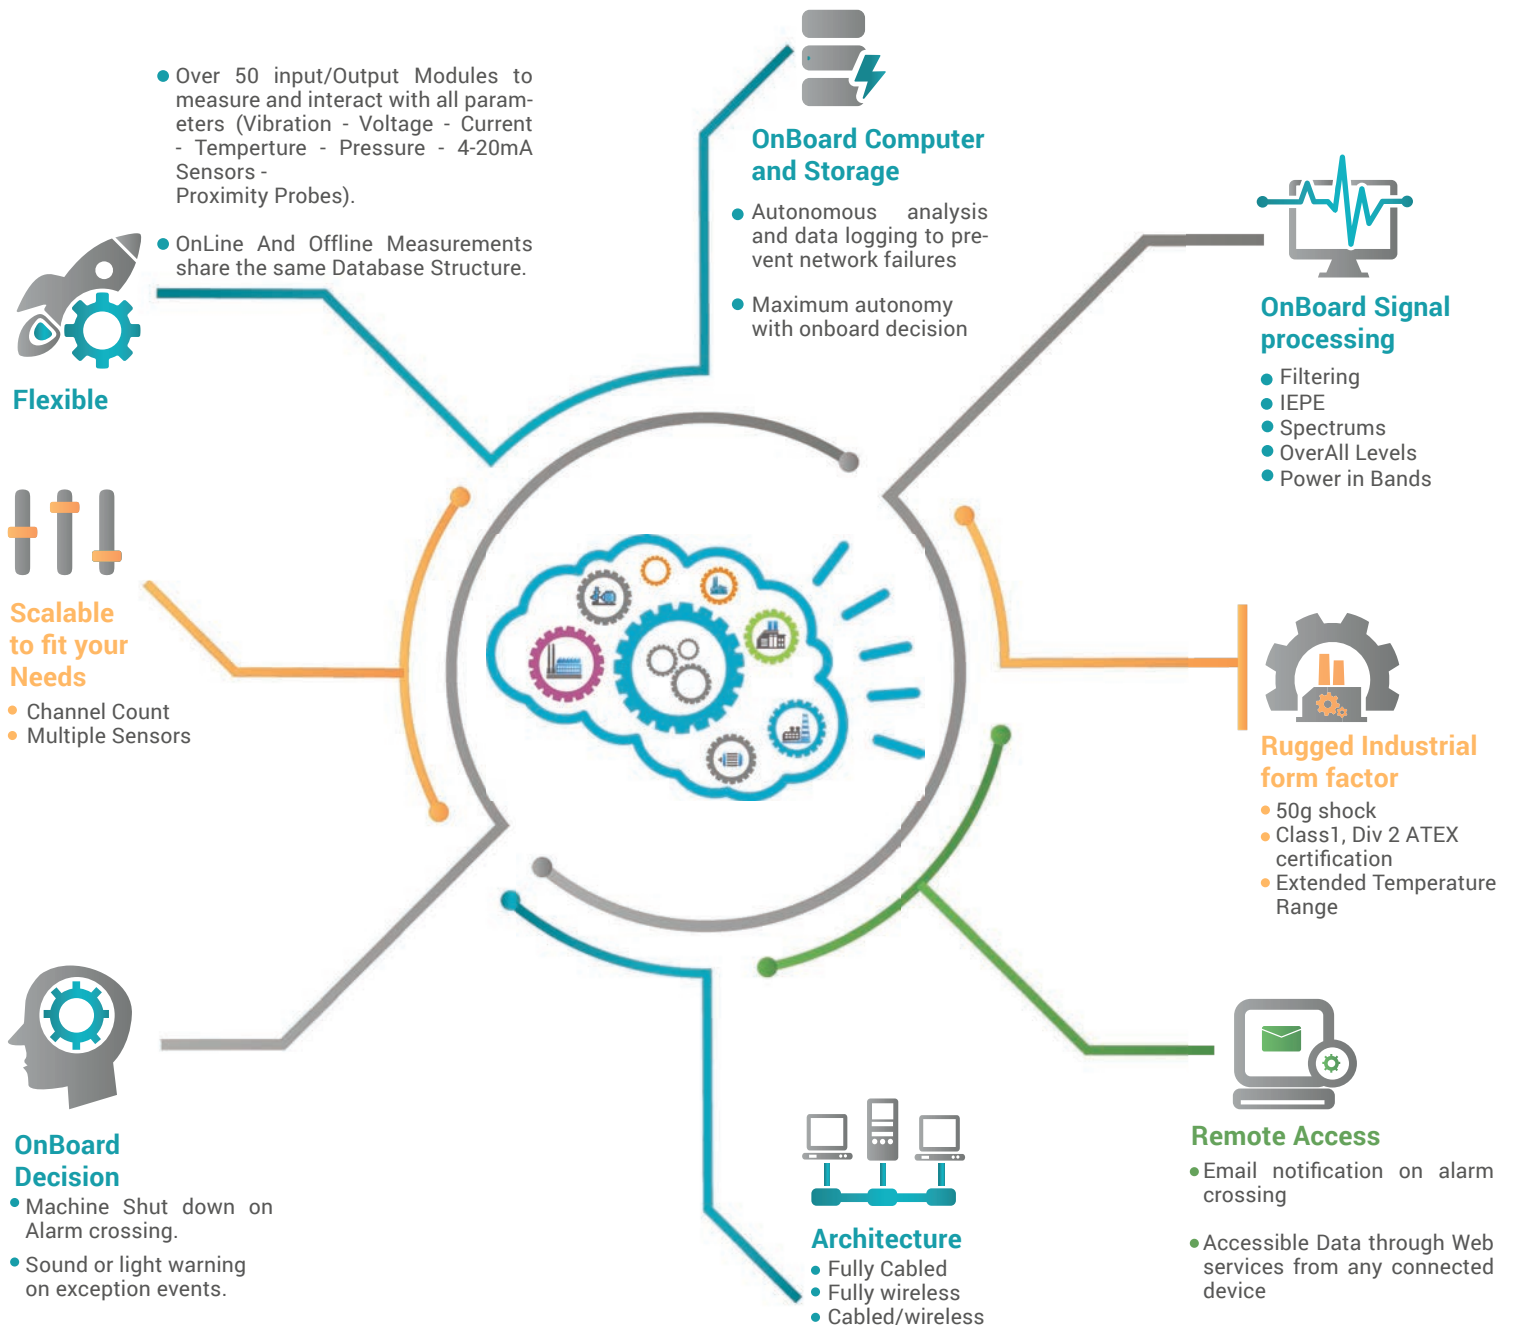 Over 50 input/Output Modules to
measure and interact with all param-
eters (Vibration - Voltage - Current
- Temperture - Pressure - 4-20mA
Sensors -
Proximity Probes).
OnLine And Offline Measurements
share the same Database Structure.
Flexible
OnBoard Computer
and Storage
Autonomous analysis
and data logging to pre-
vent network failures
Maximum autonomy
with onboard decision
OnBoard Signal
processing
Filtering
IEPE
Spectrums
OverAll Levels
Power in Bands
Scalable
to fit your
Needs
Channel Count
Multiple Sensors
Rugged Industrial
form factor
50g shock
Class1, Div 2 ATEX
certification
Extended Temperature
Range
OnBoard
Decision
Machine Shut down on
Alarm crossing.
Sound or light warning
on exception events.
Architecture
Fully Cabled
Fully wireless
Cabled/wireless
Remote Access
Email notification on alarm
crossing
Accessible Data through Web
services from any connected
device